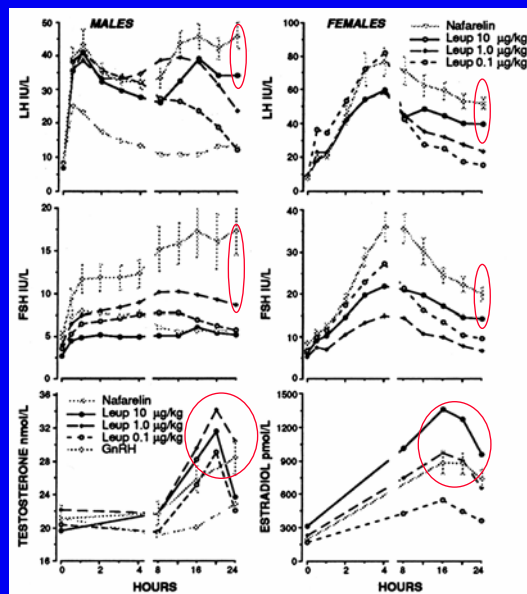 MALES
LH IU/L
50
40
30
20
10
0
FEMALES
Nafarelin
Leup 10 µg/kg
Leup 1.0 µg/kg
Leup 0.1 µg/kg
LH IU/L
100
80
60
40
20
0
FSH IU/L
20
15
10
5
0
FSH IU/L
40
30
20
10
0
TESTOSTERONE nmol/L
36
32
28
24
20
16
Nafarelin
Leup 10 µg/kg
Leup 1.0 µg/kg
Leup 0.1 µg/kg
GnRH
0 2 4 8 16 24
HOURS
ESTRADIOL pmol/L
1500
1200
900
600
300
0
0 2 4 8 16 20 24
HOURS